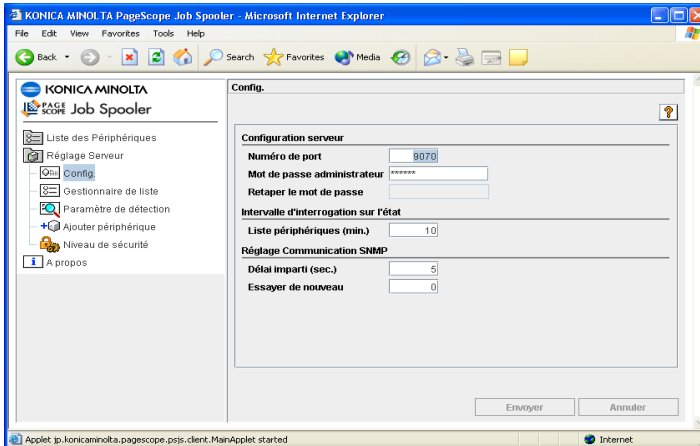 KONICA MINOLTA PageScope Job Spooler - Microsoft Internet Explorer
File Edit View Favorites Tools Help
Back Search Favorites Media
KONICA MINOLTA
PAGE SCOPE Job Spooler
Liste des Périphériques
Réglage Serveur
Config.
Gestionnaire de liste
Paramètre de détection
Ajouter périphérique
Niveau de sécurité
A propos
Config.
?
Configuration serveur
Numéro de port 9070
Mot de passe administrateur ******
Retaper le mot de passe
Intervalle d'interrogation sur l'état
Liste périphériques (min.) 10
Réglage Communication SNMP
Délai imparti (sec.) 5
Essayer de nouveau 0
Envoyer Annuler
Applet jp.konicaminolta.pagescope.psjs.client.MainApplet started Internet